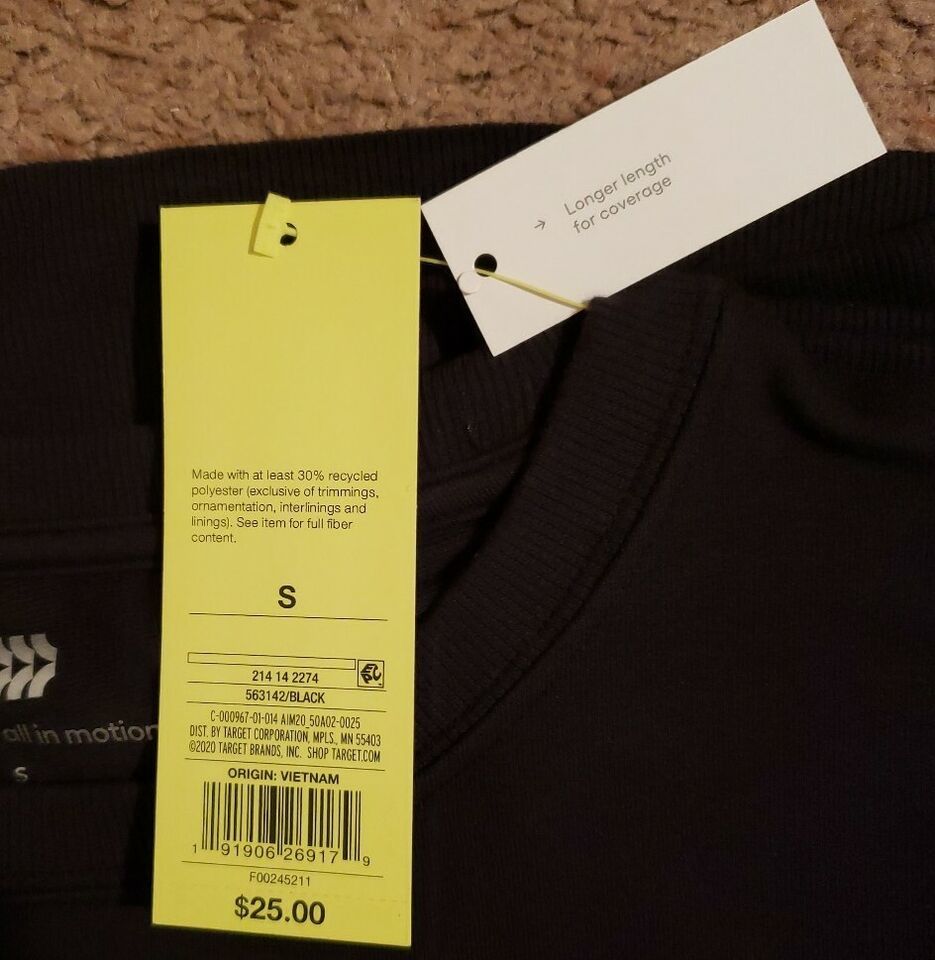 Longer length
→ for coverage
Made with at least 30% recycled
polyester (exclusive of trimmings,
ornamentation, interlinings and
linings). See item for full fiber
content.
S
214 14 2274
EPC
563142/BLACK
C-000967-01-014 AIM20_50A02-0025
DIST. BY TARGET CORPORATION, MPLS, MN 55403
©2020 TARGET BRANDS, INC. SHOP TARGET.COM
ORIGIN: VIETNAM
1 91906 26917 9
F00245211
$25.00
all in motion
S